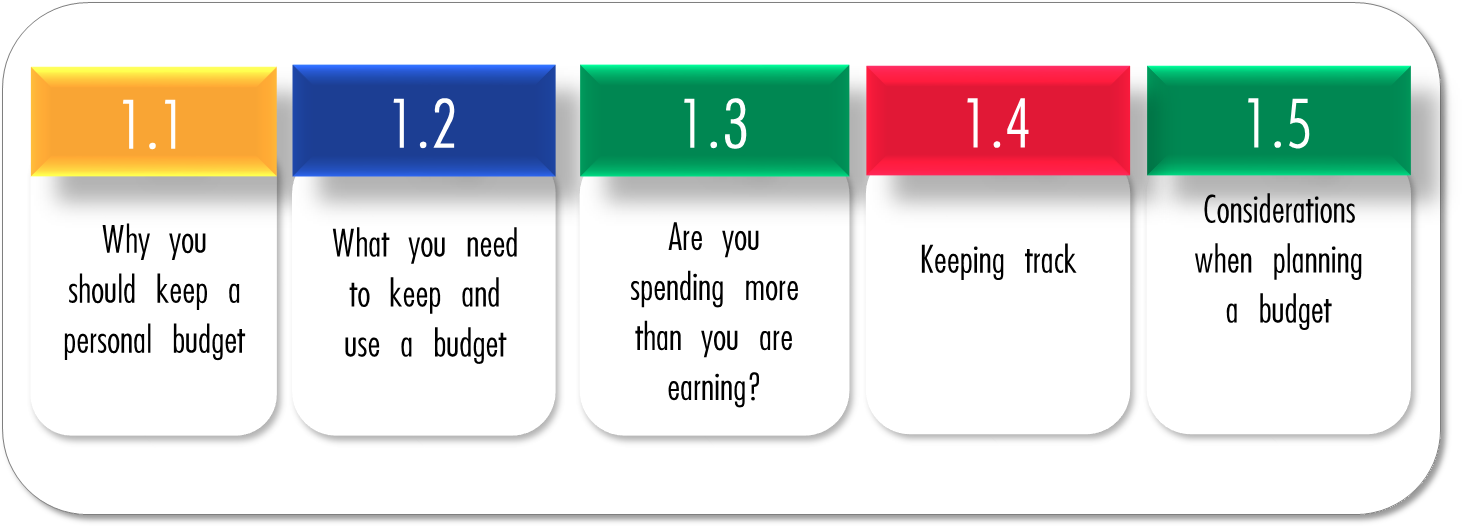 1.1
Why you
should keep a
personal budget
1.2
What you need
to keep and
use a budget
1.3
Are you
spending more
than you are
earning?
1.4
Keeping track
1.5
Considerations
when planning
a budget